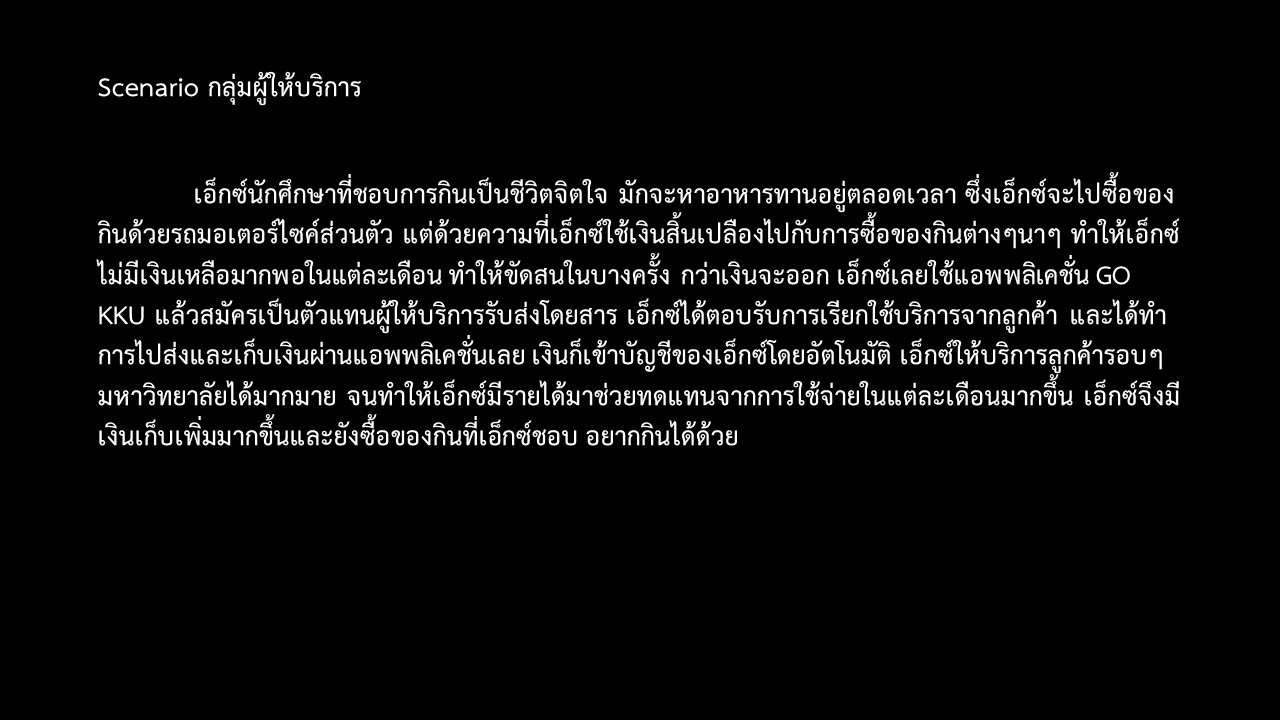 Scenario กลุ่มผู้ให้บริการ
เอ็กซ์นักศึกษาที่ชอบการกินเป็นชีวิตจิตใจ มักจะหาอาหารทานอยู่ตลอดเวลา ซึ่งเอ็กซ์จะไปซื้อของ
กินด้วยรถมอเตอร์ไซค์ส่วนตัว แต่ด้วยความที่เอ็กซ์ใช้เงินสิ้นเปลืองไปกับการซื้อของกินต่างๆนาๆ ทำให้เอ็กซ์
ไม่มีเงินเหลือมากพอในแต่ละเดือน ทำให้ขัดสนในบางครั้ง กว่าเงินจะออก เอ็กซ์เลยใช้แอพพลิเคชั่น GO
KKU แล้วสมัครเป็นตัวแทนผู้ให้บริการรับส่งโดยสาร เอ็กซ์ได้ตอบรับการเรียกใช้บริการจากลูกค้า และได้ทำ
การไปส่งและเก็บเงินผ่านแอพพลิเคชั่นเลย เงินก็เข้าบัญชีของเอ็กซ์โดยอัตโนมัติ เอ็กซ์ให้บริการลูกค้ารอบๆ
มหาวิทยาลัยได้มากมาย จนทำให้เอ็กซ์มีรายได้มาช่วยทดแทนจากการใช้จ่ายในแต่ละเดือนมากขึ้น เอ็กซ์จึงมี
เงินเก็บเพิ่มมากขึ้นและยังซื้อของกินที่เอ็กซ์ชอบ อยากกินได้ด้วย